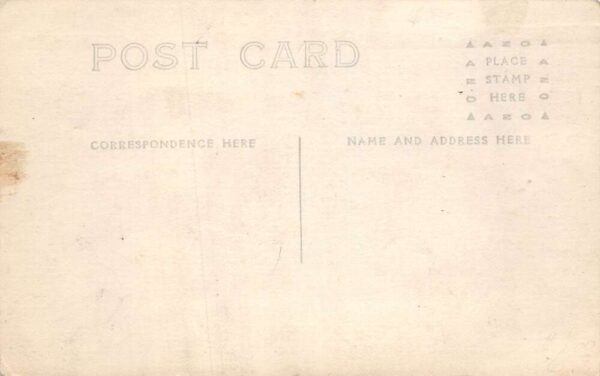 POST CARD
▲ A Z O ▲
PLACE
STAMP
HERE
▲ A Z O ▲
CORRESPONDENCE HERE
NAME AND ADDRESS HERE